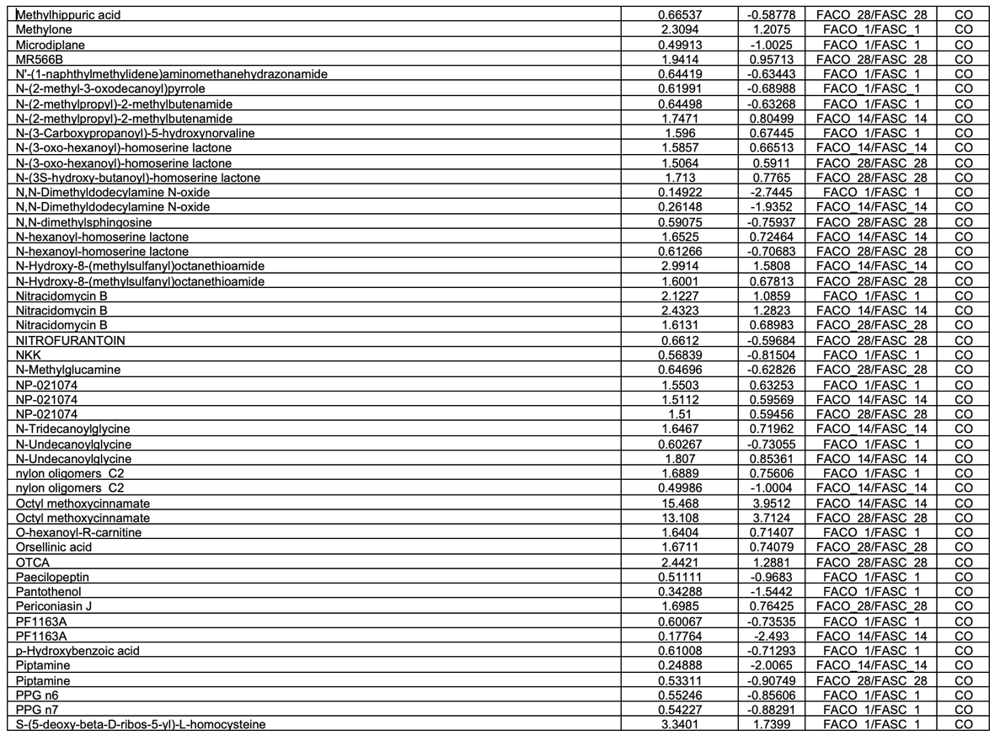 Methylhippuric acid 0.66537 -0.58778 FACO_28/FASC_28 CO
Methylone 2.3094 1.2075 FACO_1/FASC_1 CO
Microdiplane 0.49913 -1.0025 FACO_1/FASC_1 CO
MR566B 1.9414 0.95713 FACO_28/FASC_28 CO
N'-(1-naphthylmethylidene)aminomethanehydrazonamide 0.64419 -0.63443 FACO_1/FASC_1 CO
N-(2-methyl-3-oxodecanoyl)pyrrole 0.61991 -0.68988 FACO_1/FASC_1 CO
N-(2-methylpropyl)-2-methylbutenamide 0.64498 -0.63268 FACO_1/FASC_1 CO
N-(2-methylpropyl)-2-methylbutenamide 1.7471 0.80499 FACO_14/FASC_14 CO
N-(3-Carboxypropanoyl)-5-hydroxynorvaline 1.596 0.67445 FACO_1/FASC_1 CO
N-(3-oxo-hexanoyl)-homoserine lactone 1.5857 0.66513 FACO_14/FASC_14 CO
N-(3-oxo-hexanoyl)-homoserine lactone 1.5064 0.5911 FACO_28/FASC_28 CO
N-(3S-hydroxy-butanoyl)-homoserine lactone 1.713 0.7765 FACO_28/FASC_28 CO
N,N-Dimethyldodecylamine N-oxide 0.14922 -2.7445 FACO_1/FASC_1 CO
N,N-Dimethyldodecylamine N-oxide 0.26148 -1.9352 FACO_14/FASC_14 CO
N,N-dimethylsphingosine 0.59075 -0.75937 FACO_28/FASC_28 CO
N-hexanoyl-homoserine lactone 1.6525 0.72464 FACO_14/FASC_14 CO
N-hexanoyl-homoserine lactone 0.61266 -0.70683 FACO_28/FASC_28 CO
N-Hydroxy-8-(methylsulfanyl)octanethioamide 2.9914 1.5808 FACO_14/FASC_14 CO
N-Hydroxy-8-(methylsulfanyl)octanethioamide 1.6001 0.67813 FACO_28/FASC_28 CO
Nitracidomycin B 2.1227 1.0859 FACO_1/FASC_1 CO
Nitracidomycin B 2.4323 1.2823 FACO_14/FASC_14 CO
Nitracidomycin B 1.6131 0.68983 FACO_28/FASC_28 CO
NITROFURANTOIN 0.6612 -0.59684 FACO_28/FASC_28 CO
NKK 0.56839 -0.81504 FACO_1/FASC_1 CO
N-Methylglucamine 0.64696 -0.62826 FACO_28/FASC_28 CO
NP-021074 1.5503 0.63253 FACO_1/FASC_1 CO
NP-021074 1.5112 0.59569 FACO_14/FASC_14 CO
NP-021074 1.51 0.59456 FACO_28/FASC_28 CO
N-Tridecanoylglycine 1.6467 0.71962 FACO_14/FASC_14 CO
N-Undecanoylglycine 0.60267 -0.73055 FACO_1/FASC_1 CO
N-Undecanoylglycine 1.807 0.85361 FACO_14/FASC_14 CO
nylon oligomers_C2 1.6889 0.75606 FACO_1/FASC_1 CO
nylon oligomers_C2 0.49986 -1.0004 FACO_14/FASC_14 CO
Octyl methoxycinnamate 15.468 3.9512 FACO_14/FASC_14 CO
Octyl methoxycinnamate 13.108 3.7124 FACO_28/FASC_28 CO
O-hexanoyl-R-carnitine 1.6404 0.71407 FACO_1/FASC_1 CO
Orsellinic acid 1.6711 0.74079 FACO_28/FASC_28 CO
OTCA 2.4421 1.2881 FACO_28/FASC_28 CO
Paecilopeptin 0.51111 -0.9683 FACO_1/FASC_1 CO
Pantothenol 0.34288 -1.5442 FACO_1/FASC_1 CO
Periconiasin J 1.6985 0.76425 FACO_28/FASC_28 CO
PF1163A 0.60067 -0.73535 FACO_1/FASC_1 CO
PF1163A 0.17764 -2.493 FACO_14/FASC_14 CO
p-Hydroxybenzoic acid 0.61008 -0.71293 FACO_1/FASC_1 CO
Piptamine 0.24888 -2.0065 FACO_14/FASC_14 CO
Piptamine 0.53311 -0.90749 FACO_28/FASC_28 CO
PPG n6 0.55246 -0.85606 FACO_1/FASC_1 CO
PPG n7 0.54227 -0.88291 FACO_1/FASC_1 CO
S-(5-deoxy-beta-D-ribos-5-yl)-L-homocysteine 3.3401 1.7399 FACO_1/FASC_1 CO